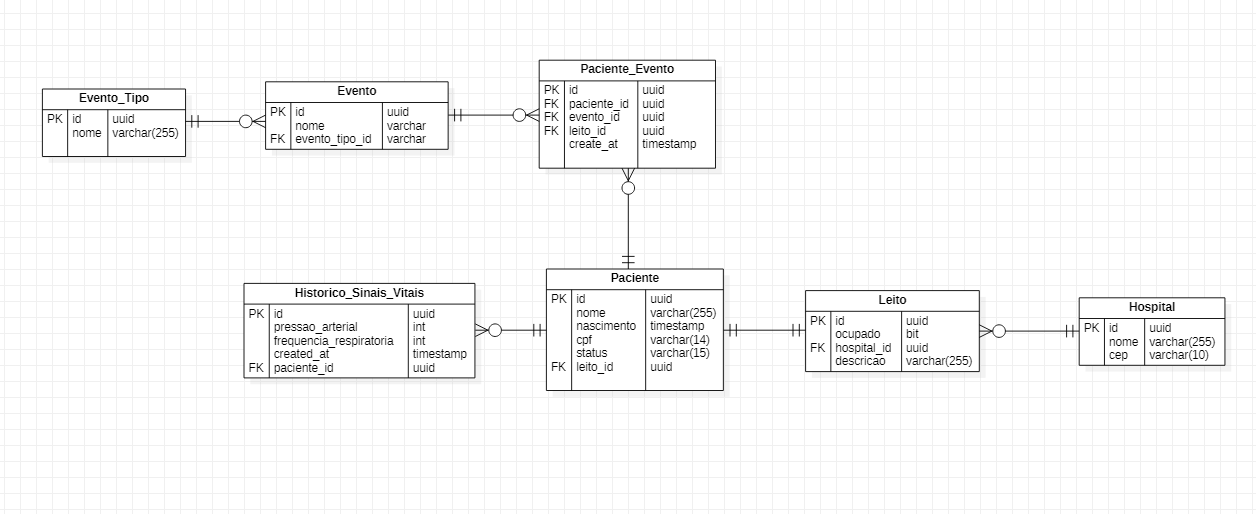 Evento_Tipo
PK id uuid
nome varchar(255)
Evento
PK id uuid
nome varchar
FK evento_tipo_id varchar
Paciente_Evento
PK id uuid
FK paciente_id uuid
FK evento_id uuid
FK leito_id uuid
create_at timestamp
Historico_Sinais_Vitais
PK id uuid
pressao_arterial int
frequencia_respiratoria int
created_at timestamp
FK paciente_id uuid
Paciente
PK id uuid
nome varchar(255)
nascimento timestamp
cpf varchar(14)
status varchar(15)
FK leito_id uuid
Leito
PK id uuid
ocupado bit
FK hospital_id uuid
descricao varchar(255)
Hospital
PK id uuid
nome varchar(255)
cep varchar(10)